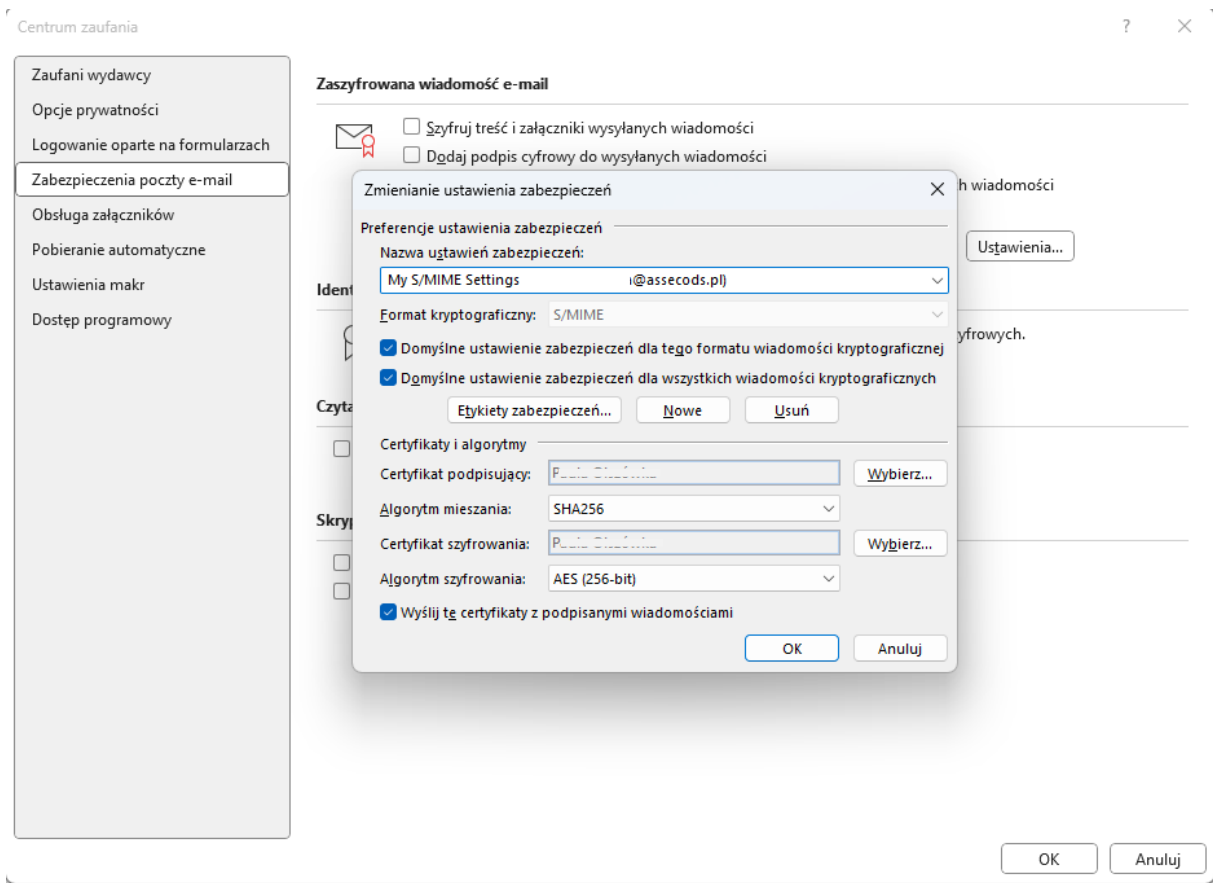 Centrum zaufania
?
Zaufani wydawcy
Opcje prywatności
Logowanie oparte na formularzach
Zabezpieczenia poczty e-mail
Obsługa załączników
Pobieranie automatyczne
Ustawienia makr
Dostęp programowy
Zaszyfrowana wiadomość e-mail
Szyfruj treść i załączniki wysyłanych wiadomości
Dodaj podpis cyfrowy do wysyłanych wiadomości
h wiadomości
Ustawienia...
Ident
yfrowych.
Czyta
Skryp
Zmienianie ustawienia zabezpieczeń
Preferencje ustawienia zabezpieczeń
Nazwa ustawień zabezpieczeń:
My S/MIME Settings @assecods.pl)
Format kryptograficzny: S/MIME
Domyślne ustawienie zabezpieczeń dla tego formatu wiadomości kryptograficznej
Domyślne ustawienie zabezpieczeń dla wszystkich wiadomości kryptograficznych
Etykiety zabezpieczeń... Nowe Usuń
Certyfikaty i algorytmy
Certyfikat podpisujący: Wybierz...
Algorytm mieszania: SHA256
Certyfikat szyfrowania: Wybierz...
Algorytm szyfrowania: AES (256-bit)
Wyślij te certyfikaty z podpisanymi wiadomościami
OK Anuluj
OK Anuluj